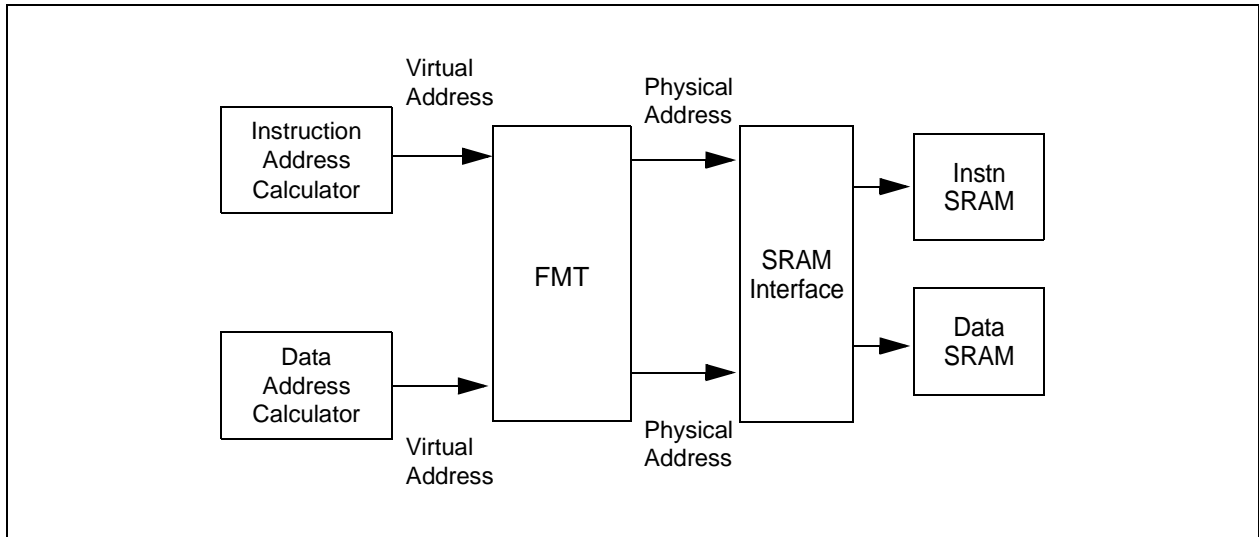 Virtual
Address
Physical
Address
Instruction
Address
Calculator
FMT
SRAM
Interface
Instn
SRAM
Data
SRAM
Data
Address
Calculator
Virtual
Address
Physical
Address